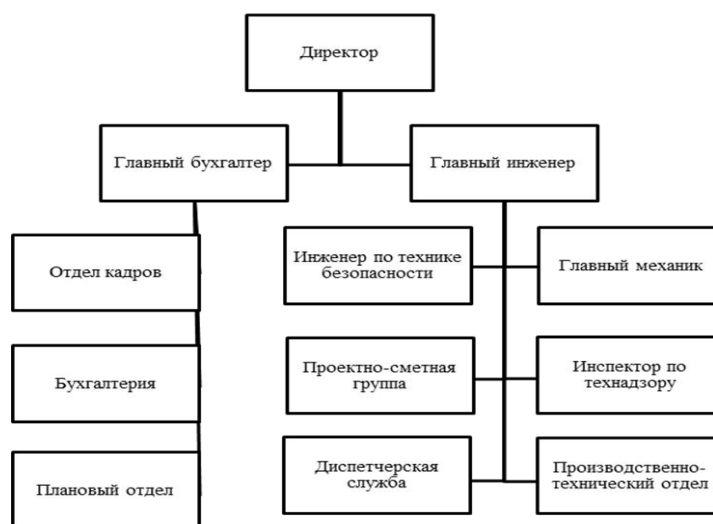 Директор
Главный бухгалтер
Главный инженер
Отдел кадров
Инженер по технике
безопасности
Главный механик
Бухгалтерия
Проектно-сметная
группа
Инспектор по
технадзору
Плановый отдел
Диспетчерская
служба
Производственно-
технический отдел